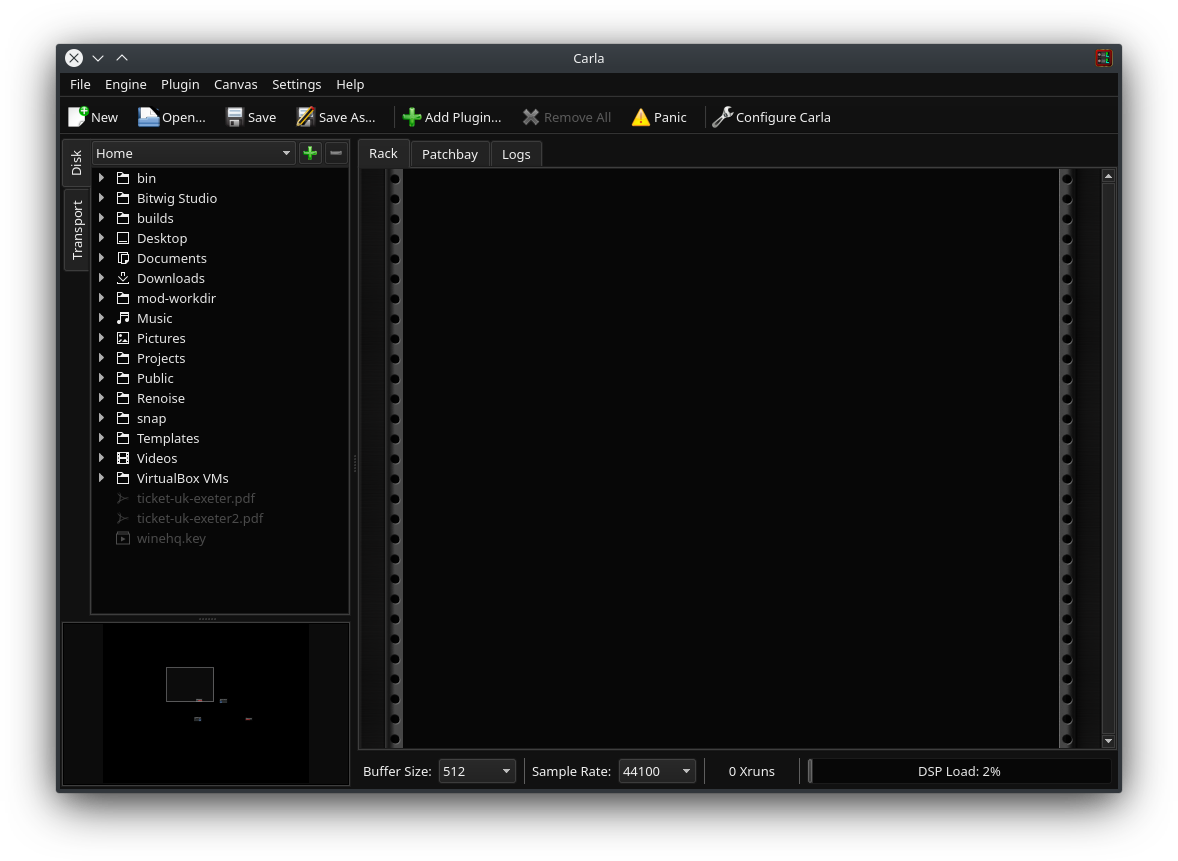 Carla
File Engine Plugin Canvas Settings Help
New Open... Save Save As... Add Plugin... Remove All Panic Configure Carla
Disk
Transport
Home
bin
Bitwig Studio
builds
Desktop
Documents
Downloads
mod-workdir
Music
Pictures
Projects
Public
Renoise
snap
Templates
Videos
VirtualBox VMs
ticket-uk-exeter.pdf
ticket-uk-exeter2.pdf
winehq.key
Rack Patchbay Logs
Buffer Size: 512 Sample Rate: 44100 0 Xruns DSP Load: 2%